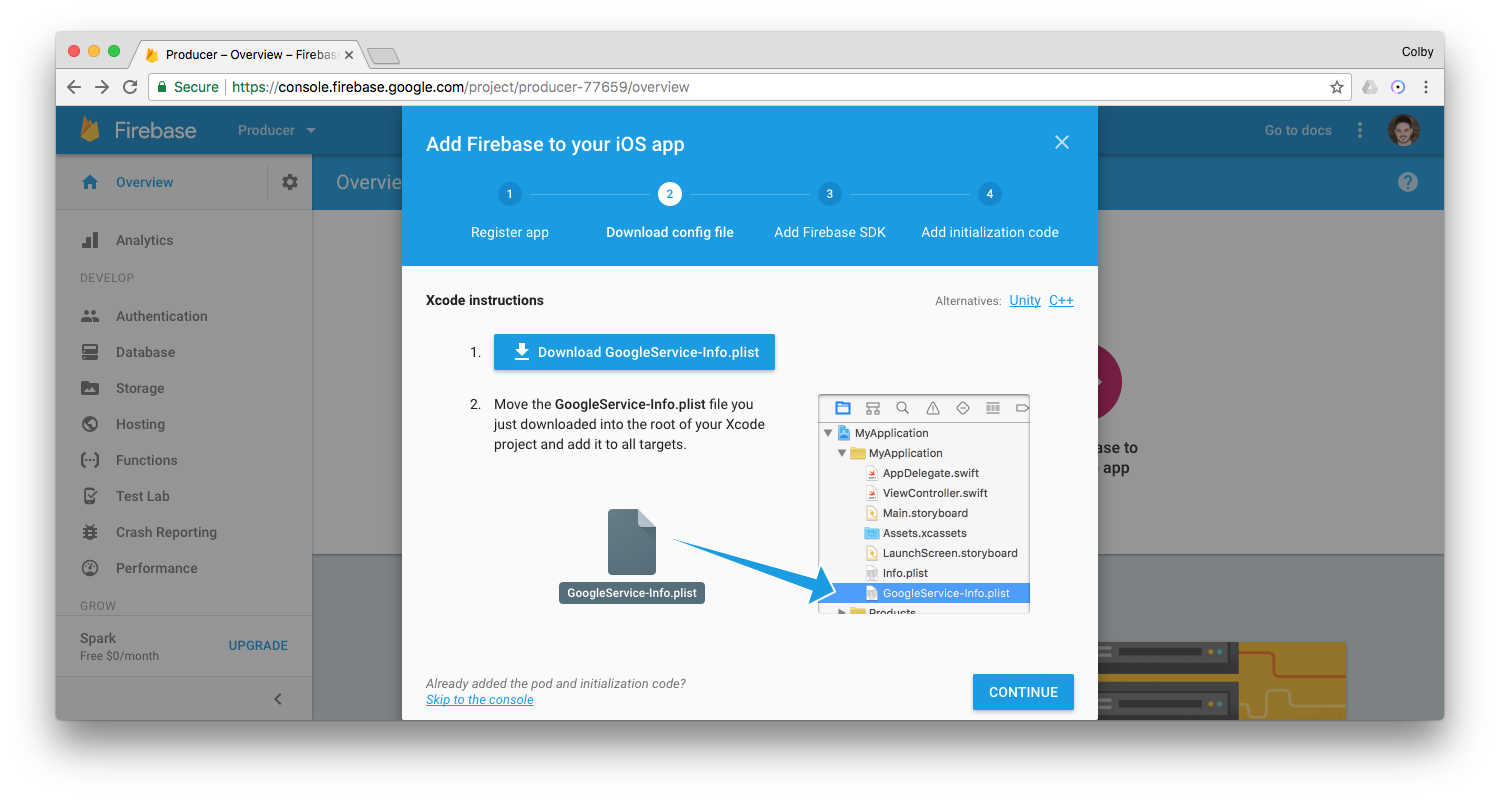 Producer – Overview – Firebas
Colby
Secure
https://console.firebase.google.com/project/producer-77659/overview
Firebase
Producer
Go to docs
Overview
Overvie
Analytics
DEVELOP
Authentication
Database
Storage
Hosting
Functions
Test Lab
Crash Reporting
Performance
GROW
Spark
Free $0/month
UPGRADE
Add Firebase to your iOS app
1
2
3
4
Register app
Download config file
Add Firebase SDK
Add initialization code
Xcode instructions
Alternatives: Unity C++
1. Download GoogleService-Info.plist
2. Move the GoogleService-Info.plist file you
just downloaded into the root of your Xcode
project and add it to all targets.
GoogleService-Info.plist
MyApplication
MyApplication
AppDelegate.swift
ViewController.swift
Main.storyboard
Assets.xcassets
LaunchScreen.storyboard
Info.plist
GoogleService-Info.plist
Products
Already added the pod and initialization code?
Skip to the console
CONTINUE
ase to
app